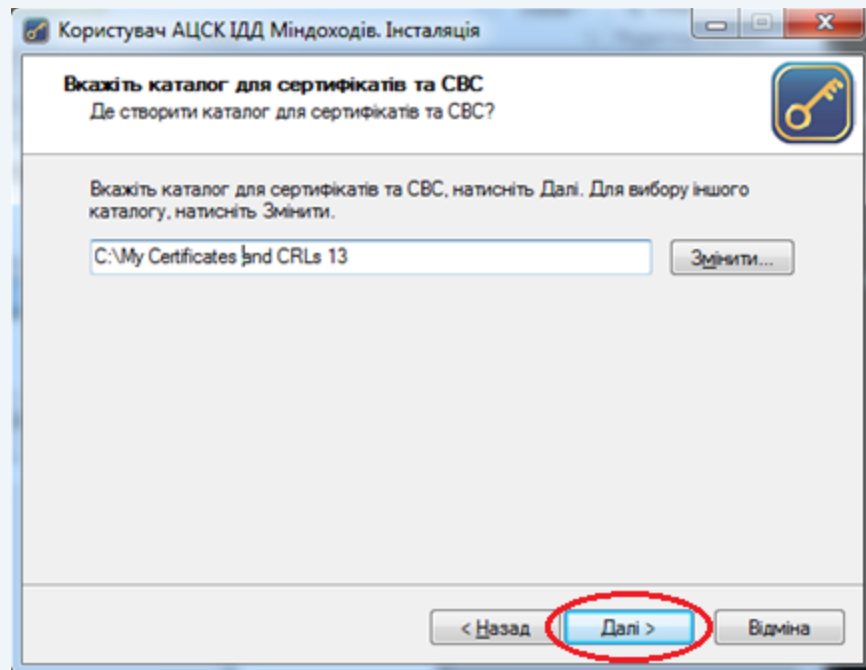 Користувач АЦСК ІДД Міндоходів. Інсталяція
Вкажіть каталог для сертифікатів та СВС
Де створити каталог для сертифікатів та СВС?
Вкажіть каталог для сертифікатів та СВС, натисніть Далі. Для вибору іншого
каталогу, натисніть Змінити.
C:\My Certificates and CRLs 13
Змінити...
< Назад
Далі >
Відміна